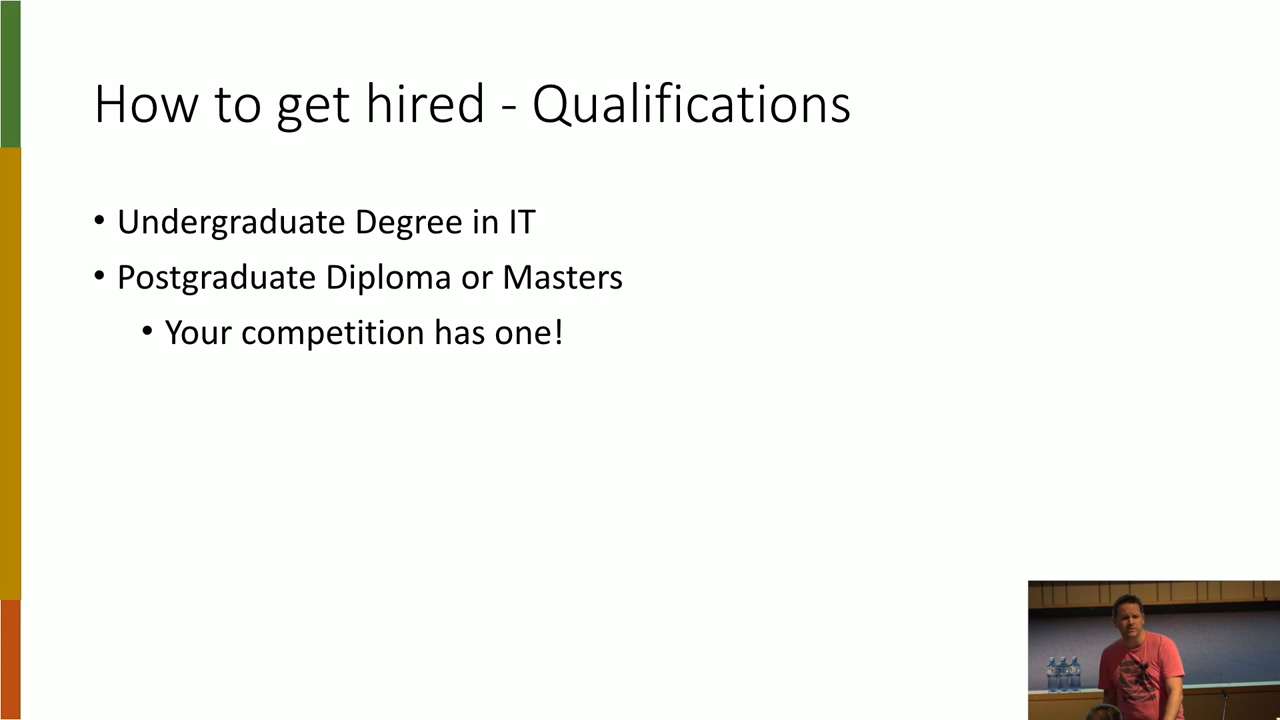 How to get hired - Qualifications
• Undergraduate Degree in IT
• Postgraduate Diploma or Masters
• Your competition has one!